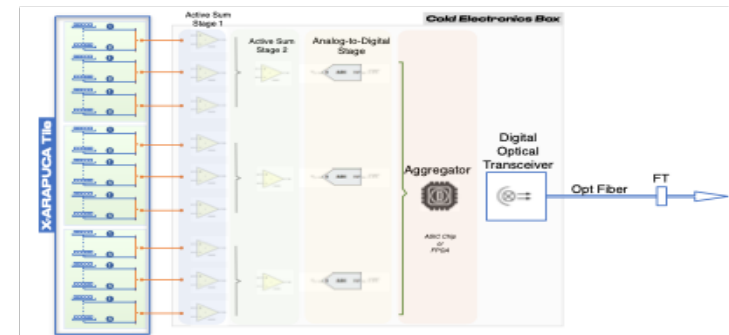 Active Sum
Stage 1
Cold Electronics Box
Active Sum
Stage 2
Analog-to-Digital
Stage
X-ARAPUCA Tile
Aggregator
ASIC Chip
or
FPGA
Digital
Optical
Transceiver
Opt Fiber
FT